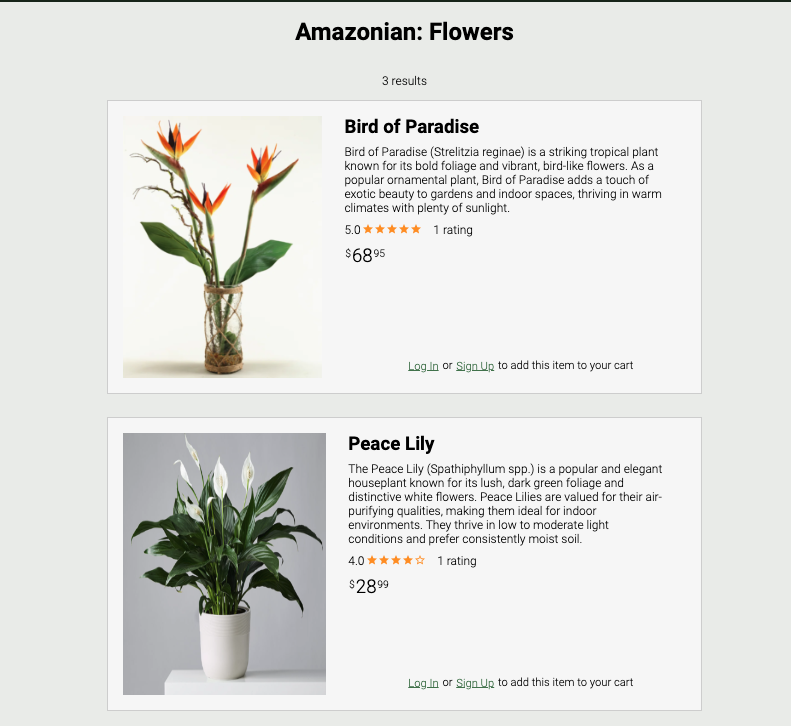 Amazonian: Flowers
3 results
Bird of Paradise
Bird of Paradise (Strelitzia reginae) is a striking tropical plant
known for its bold foliage and vibrant, bird-like flowers. As a
popular ornamental plant, Bird of Paradise adds a touch of
exotic beauty to gardens and indoor spaces, thriving in warm
climates with plenty of sunlight.
5.0 ★★★★★ 1 rating
$6895
Log In or Sign Up to add this item to your cart
Peace Lily
The Peace Lily (Spathiphyllum spp.) is a popular and elegant
houseplant known for its lush, dark green foliage and
distinctive white flowers. Peace Lilies are valued for their air-
purifying qualities, making them ideal for indoor
environments. They thrive in low to moderate light
conditions and prefer consistently moist soil.
4.0 ★★★★☆ 1 rating
$2899
Log In or Sign Up to add this item to your cart